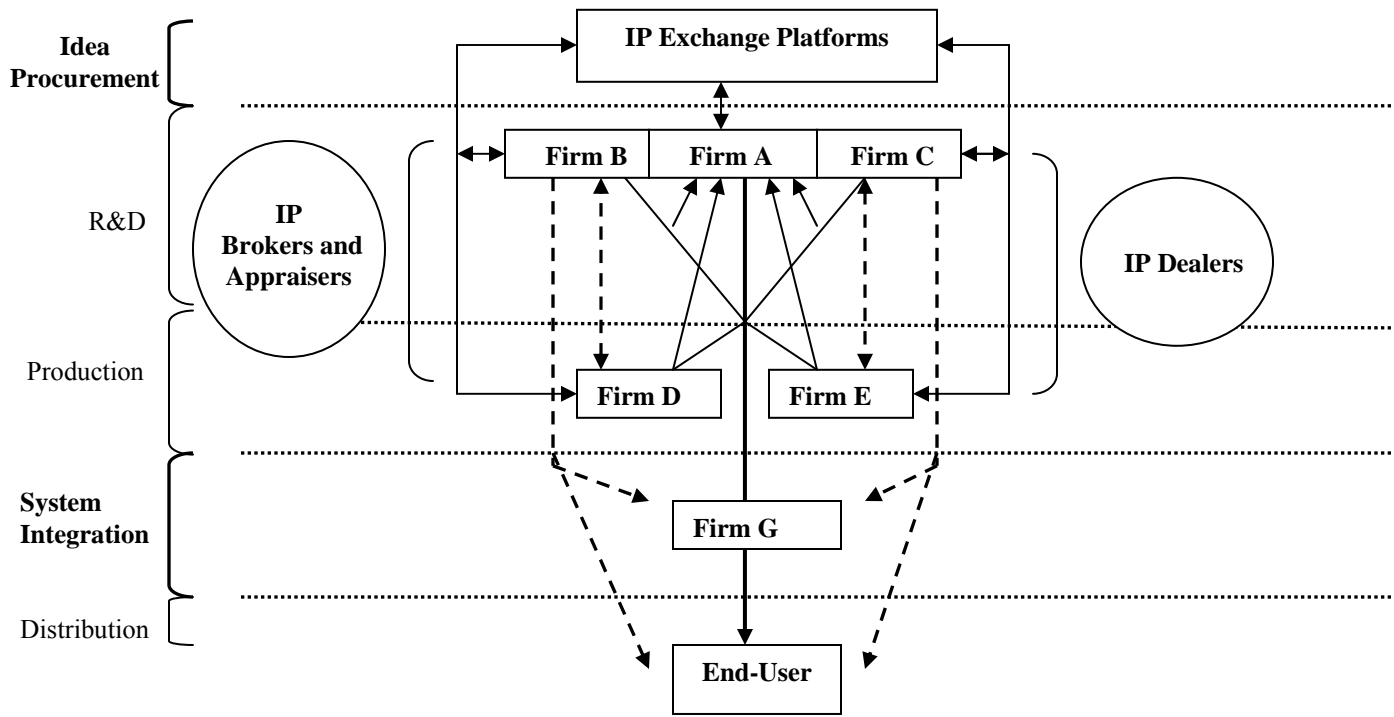 Idea
Procurement
IP Exchange Platforms
Firm B
Firm A
Firm C
R&D
IP
Brokers and
Appraisers
IP Dealers
Production
Firm D
Firm E
System
Integration
Firm G
Distribution
End-User